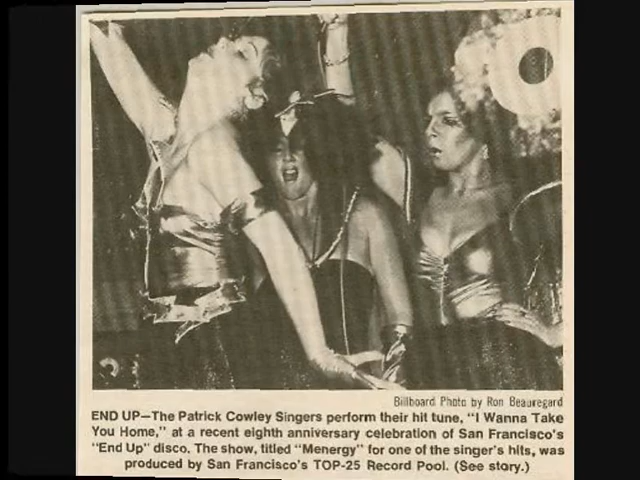 Billboard Photo by Ron Beauregard
END UP—The Patrick Cowley Singers perform their hit tune, "I Wanna Take
You Home," at a recent eighth anniversary celebration of San Francisco's
"End Up" disco. The show, titled "Menergy" for one of the singer's hits, was
produced by San Francisco's TOP-25 Record Pool. (See story.)